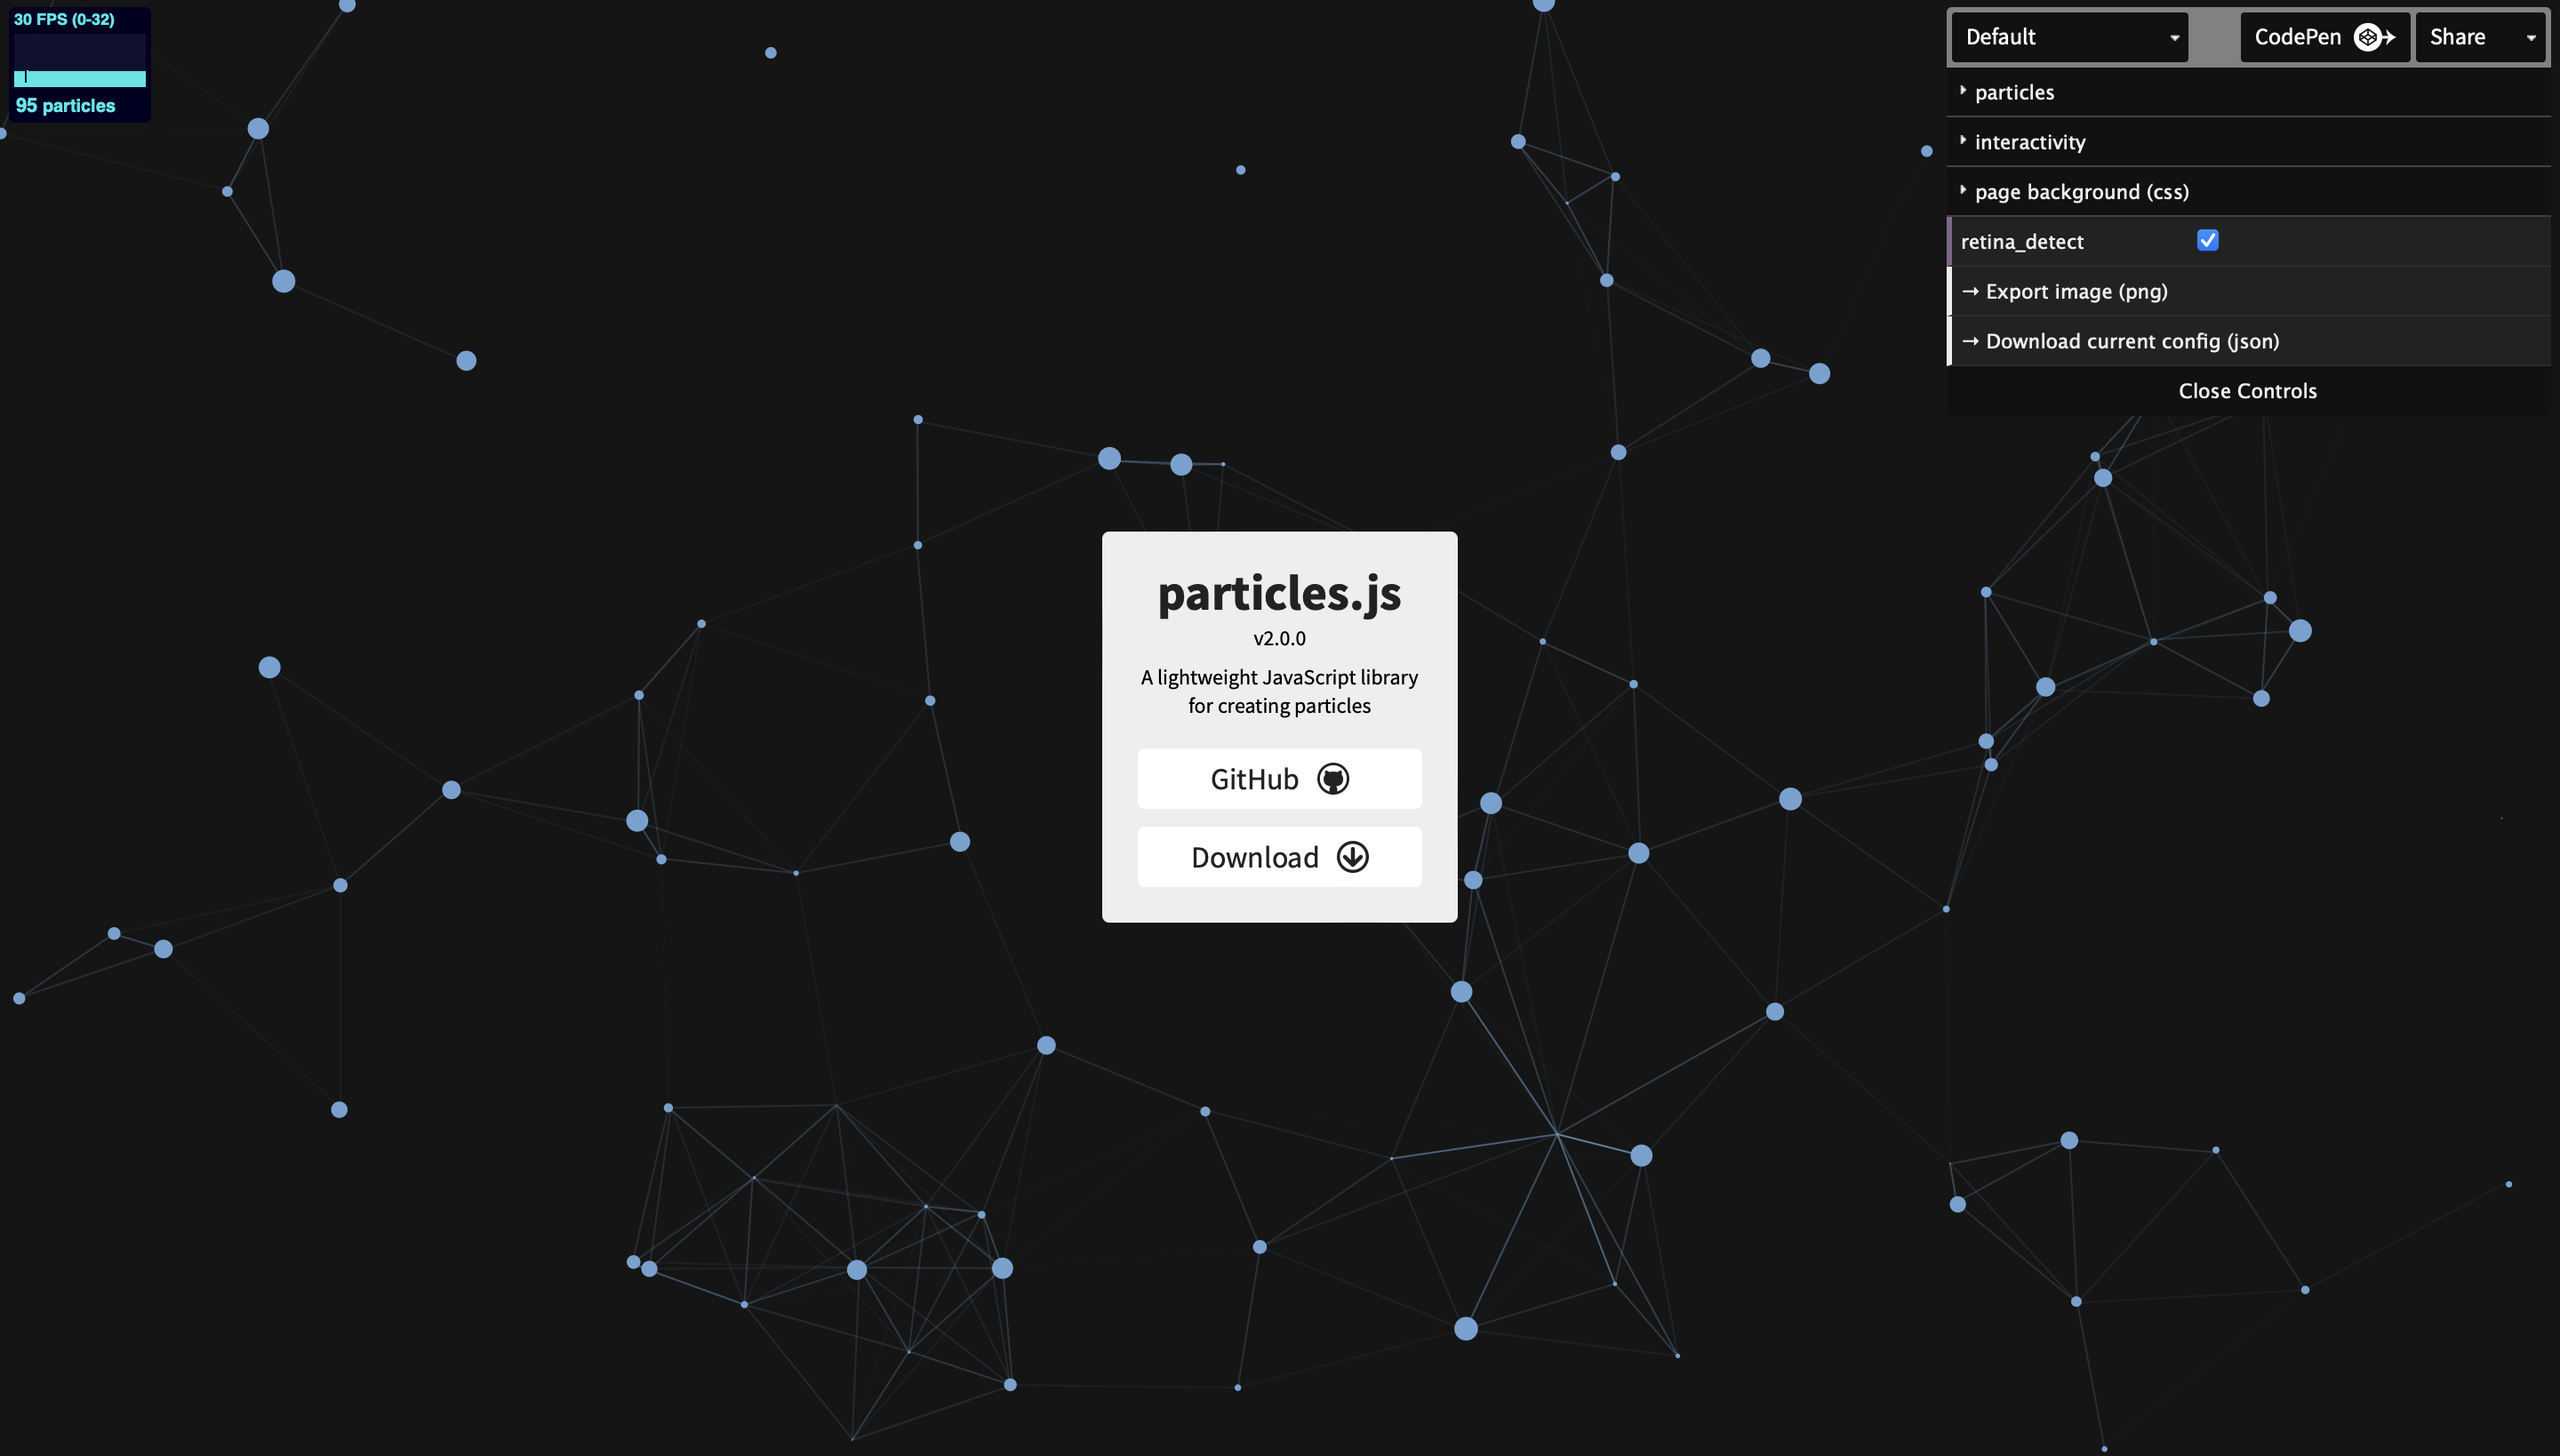 30 FPS (0-32)
95 particles
Default
CodePen
Share
particles
interactivity
page background (css)
retina_detect
→ Export image (png)
→ Download current config (json)
Close Controls
particles.js
v2.0.0
A lightweight JavaScript library
for creating particles
GitHub
Download